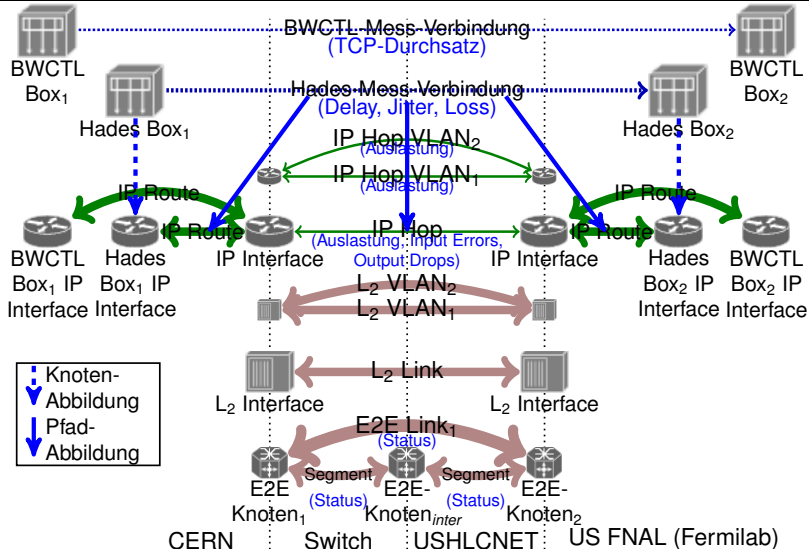 BWCTL-Mess-Verbindung
(TCP-Durchsatz)
BWCTL
Box1
BWCTL
Box2
Hades-Mess-Verbindung
(Delay, Jitter, Loss)
Hades Box1
Hades Box2
IP Hop VLAN2
(Auslastung)
IP Hop VLAN1
(Auslastung)
IP Route
IP Route
IP Route
IP Hop
IP Route
(Auslastung, Input Errors,
Output Drops)
BWCTL
Box1 IP
Interface
Hades
Box1 IP
Interface
IP Interface
IP Interface
Hades
Box2 IP
Interface
BWCTL
Box2 IP
Interface
L2 VLAN2
L2 VLAN1
L2 Link
L2 Interface
L2 Interface
Knoten-
Abbildung
Pfad-
Abbildung
E2E Link1
(Status)
Segment
(Status)
Segment
(Status)
E2E
Knoten1
E2E-
Knoteninter
E2E-
Knoten2
CERN
Switch
USHLCNET
US FNAL (Fermilab)